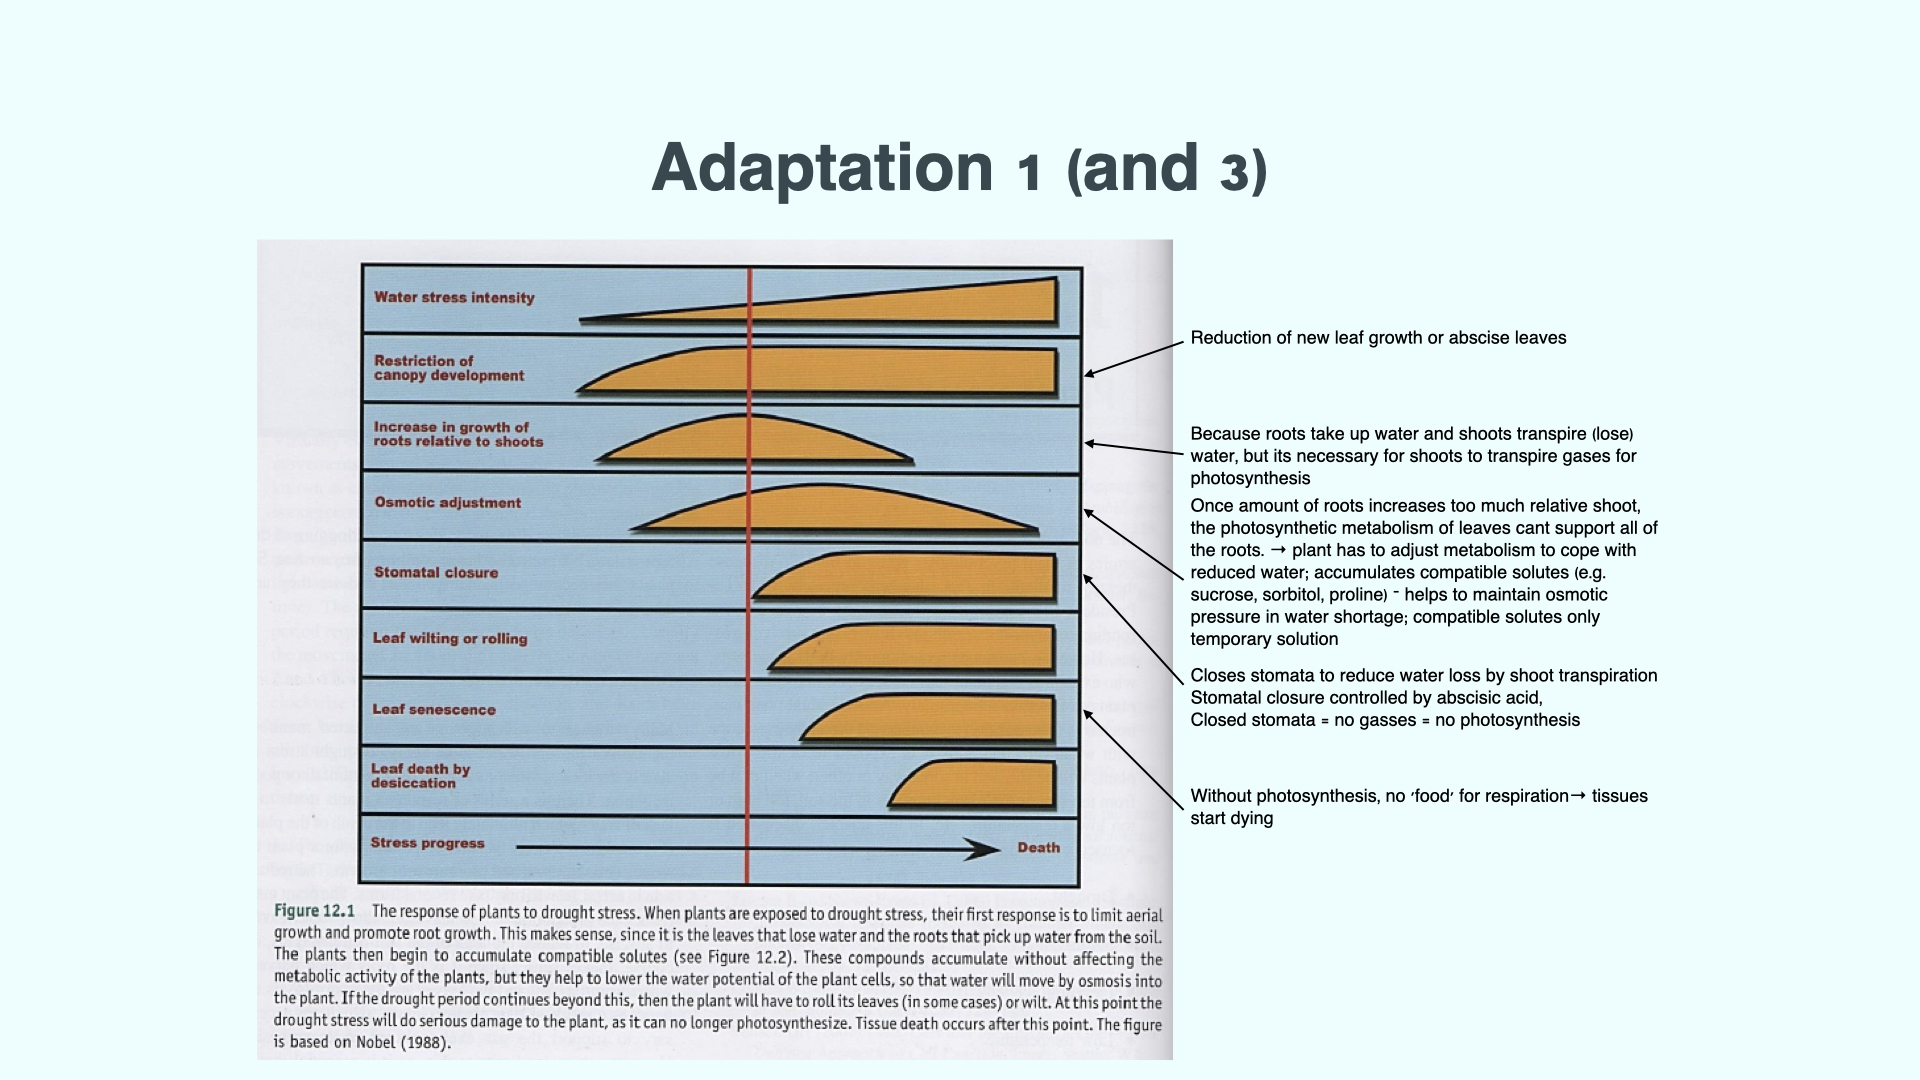 Adaptation 1 (and 3)
Water stress intensity
Restriction of
canopy development
Increase in growth of
roots relative to shoots
Osmotic adjustment
Stomatal closure
Leaf wilting or rolling
Leaf senescence
Leaf death by
desiccation
Stress progress
Death
Figure 12.1 The response of plants to drought stress. When plants are exposed to drought stress, their first response is to limit aerial
growth and promote root growth. This makes sense, since it is the leaves that lose water and the roots that pick up water from the soil.
The plants then begin to accumulate compatible solutes (see Figure 12.2). These compounds accumulate without affecting the
metabolic activity of the plants, but they help to lower the water potential of the plant cells, so that water will move by osmosis into
the plant. If the drought period continues beyond this, then the plant will have to roll its leaves (in some cases) or wilt. At this point the
drought stress will do serious damage to the plant, as it can no longer photosynthesize. Tissue death occurs after this point. The figure
is based on Nobel (1988).
Reduction of new leaf growth or abscise leaves
Because roots take up water and shoots transpire (lose)
water, but its necessary for shoots to transpire gases for
photosynthesis
Once amount of roots increases too much relative shoot,
the photosynthetic metabolism of leaves cant support all of
the roots. → plant has to adjust metabolism to cope with
reduced water; accumulates compatible solutes (e.g.
sucrose, sorbitol, proline) - helps to maintain osmotic
pressure in water shortage; compatible solutes only
temporary solution
Closes stomata to reduce water loss by shoot transpiration
Stomatal closure controlled by abscisic acid,
Closed stomata = no gasses = no photosynthesis
Without photosynthesis, no 'food' for respiration→ tissues
start dying